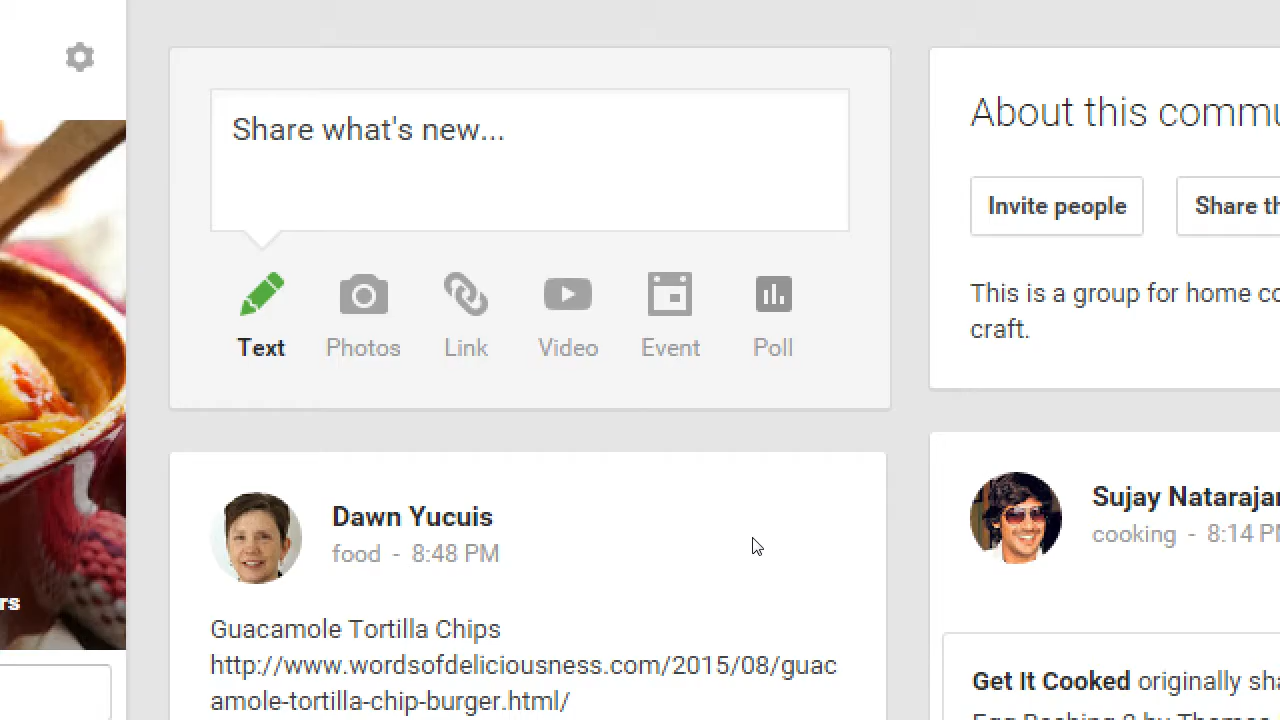 Share what's new...
Text Photos Link Video Event Poll
Dawn Yucuis
food - 8:48 PM
Guacamole Tortilla Chips
http://www.wordsofdeliciousness.com/2015/08/guac
amole-tortilla-chip-burger.html/
About this commu
Invite people Share th
This is a group for home co
craft.
Sujay Natarajan
cooking - 8:14 PM
Get It Cooked originally sha
rs